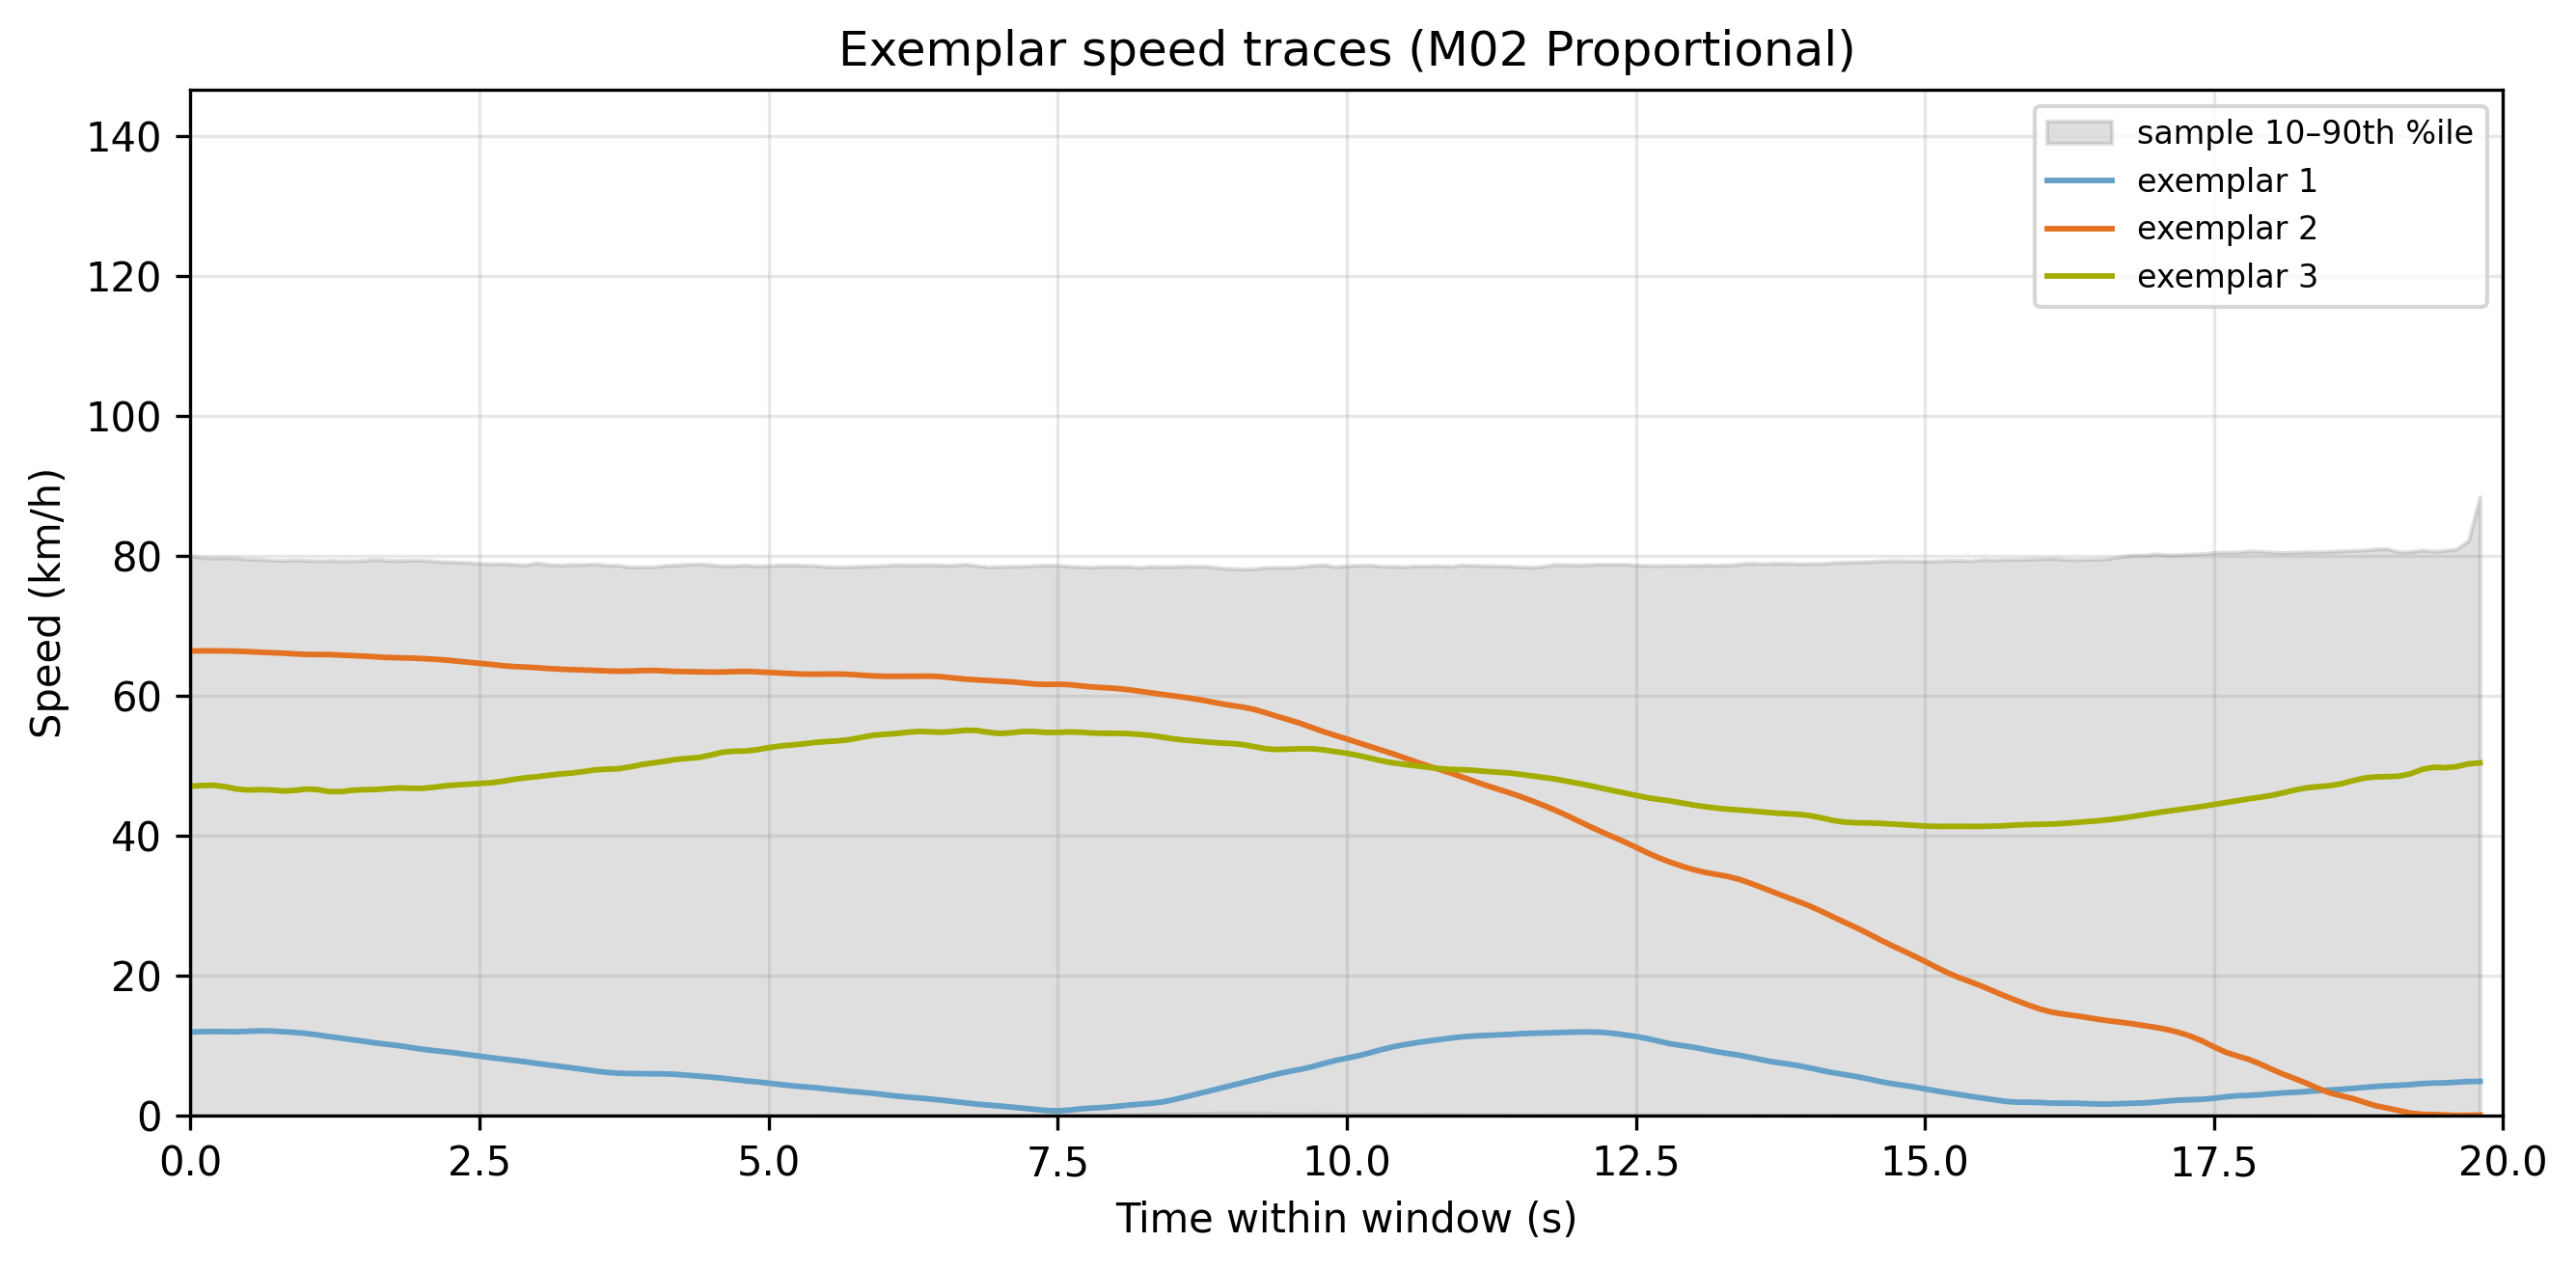 Exemplar speed traces (M02 Proportional)
sample 10–90th %ile
exemplar 1
exemplar 2
exemplar 3
Speed (km/h)
140
120
100
80
60
40
20
0
0.0 2.5 5.0 7.5 10.0 12.5 15.0 17.5 20.0
Time within window (s)